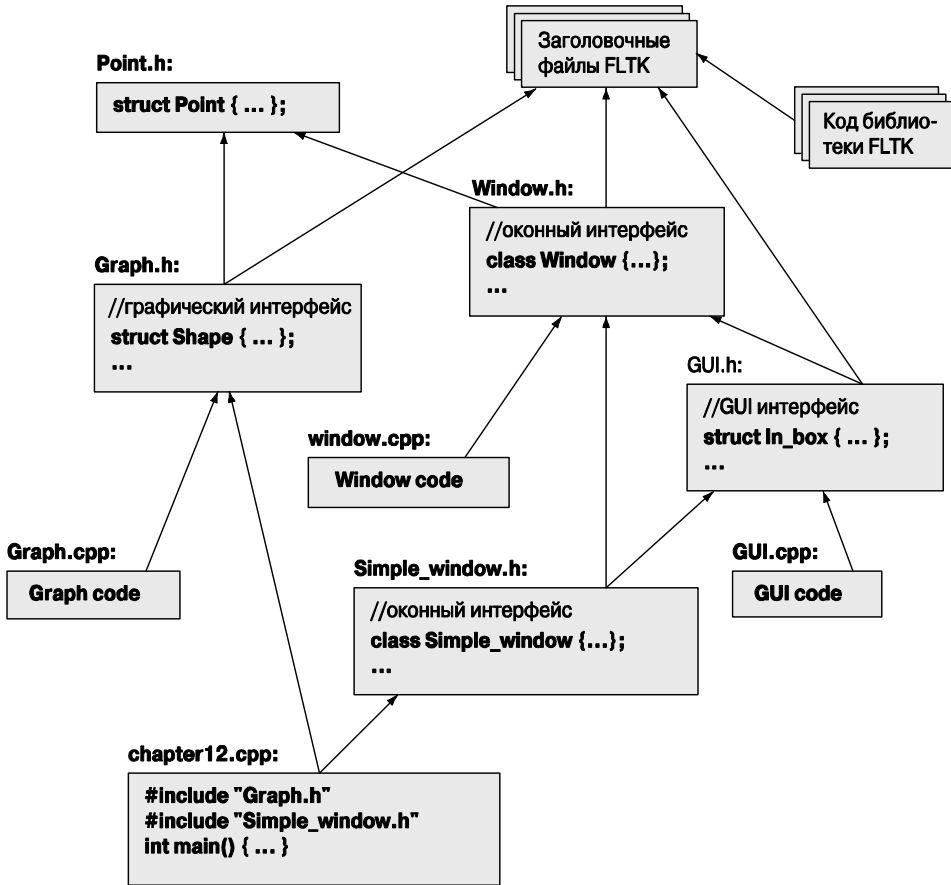 Заголовочные
файлы FLTK
Point.h:
struct Point { ... };
Код библио-
теки FLTK
Window.h:
//оконный интерфейс
class Window {...};
...
Graph.h:
//графический интерфейс
struct Shape { ... };
...
GUI.h:
//GUI интерфейс
struct In_box { ... };
...
window.cpp:
Window code
Graph.cpp:
Graph code
Simple_window.h:
//оконный интерфейс
class Simple_window {...};
...
GUI.cpp:
GUI code
chapter12.cpp:
#include "Graph.h"
#include "Simple_window.h"
int main() { ... }